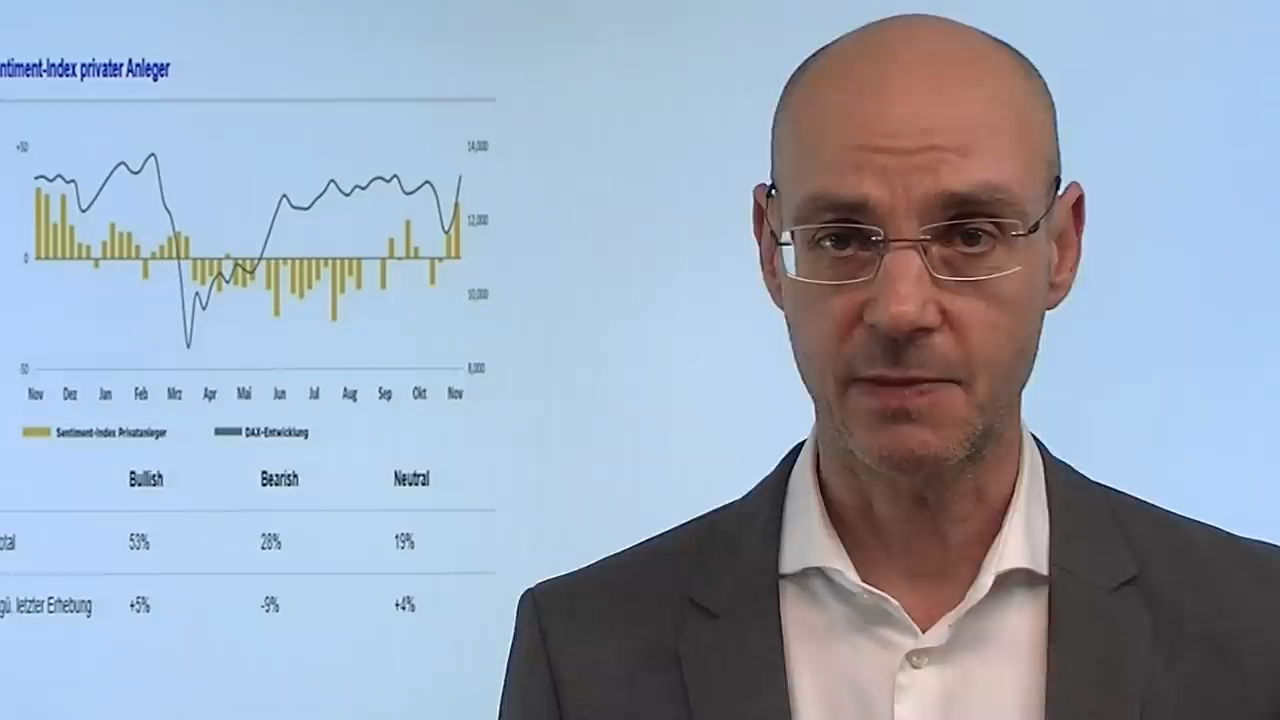 ntiment-Index privater Anleger
+50 14,000
12,000
0
10,000
-50 8,000
Nov Dez Jan Feb Mrz Apr Mai Jun Jul Aug Sep Okt Nov
Sentiment-Index Privatanleger DAX-Entwicklung
Bullish Bearish Neutral
otal 53% 28% 19%
gü. letzter Erhebung +5% -9% +4%